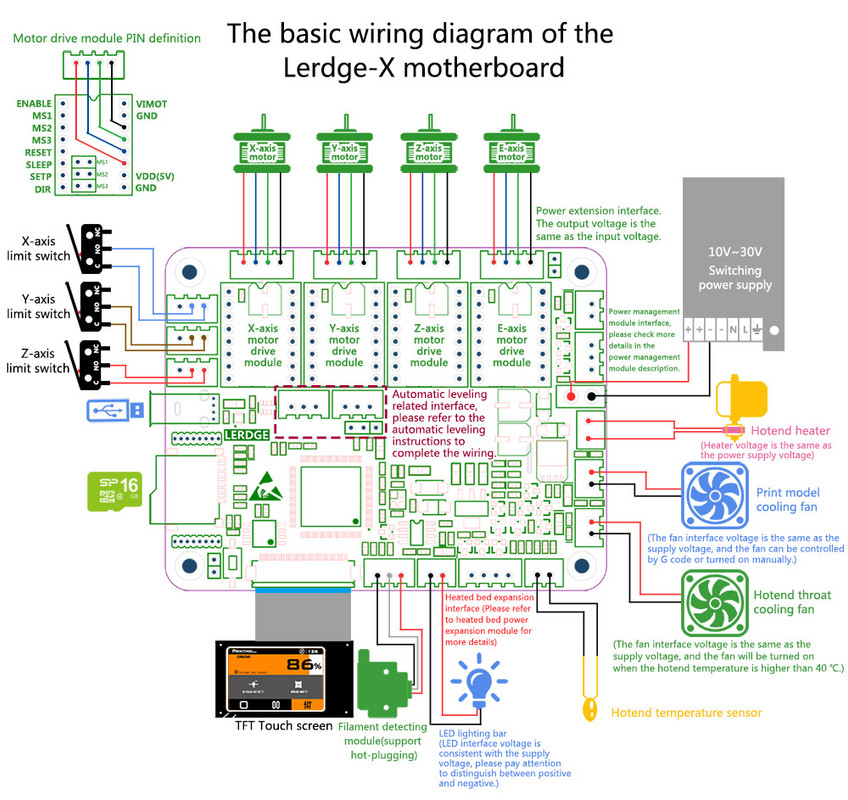 The basic wiring diagram of the
Lerdge-X motherboard
Motor drive module PIN definition
ENABLE
MS1
MS2
MS3
RESET
SLEEP
SETP
DIR
VIMOT
GND
VDD(5V)
GND
MS1
MS2
MS3
X-axis
motor
Y-axis
motor
Z-axis
motor
E-axis
motor
Power extension interface.
The output voltage is the
same as the input voltage.
10V~30V
Switching
power supply
+ + - - N L
X-axis
limit switch
C NO NC
Y-axis
limit switch
C NO NC
Z-axis
limit switch
C NO NC
X-axis
motor
drive
module
Y-axis
motor
drive
module
Z-axis
motor
drive
module
E-axis
motor
drive
module
Power management
module interface,
please check more
details in the
power management
module description.
Automatic leveling
related interface,
please refer to the
automatic leveling
instructions to
complete the wiring.
LERDGE
SP 16
GB
Hotend heater
(Heater voltage is the same as
the power supply voltage)
Print model
cooling fan
(The fan interface voltage is the same as the
supply voltage, and the fan can be controlled
by G code or turned on manually.)
Hotend throat
cooling fan
(The fan interface voltage is the same as the
supply voltage, and the fan will be turned on
when the hotend temperature is higher than 40 ℃.)
Heated bed expansion
interface (Please refer
to heated bed power
expansion module for
more details)
86%
TFT Touch screen
Filament detecting
module(support
hot-plugging)
LED lighting bar
(LED interface voltage is
consistent with the supply
voltage, please pay attention
to distinguish between positive
and negative.)
Hotend temperature sensor